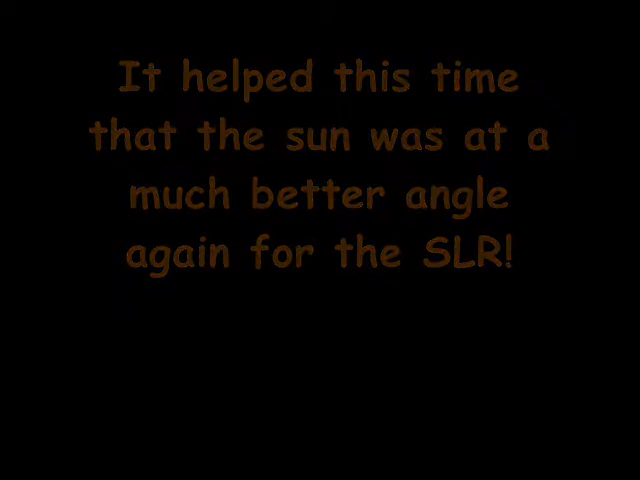 It helped this time
that the sun was at a
much better angle
again for the SLR!